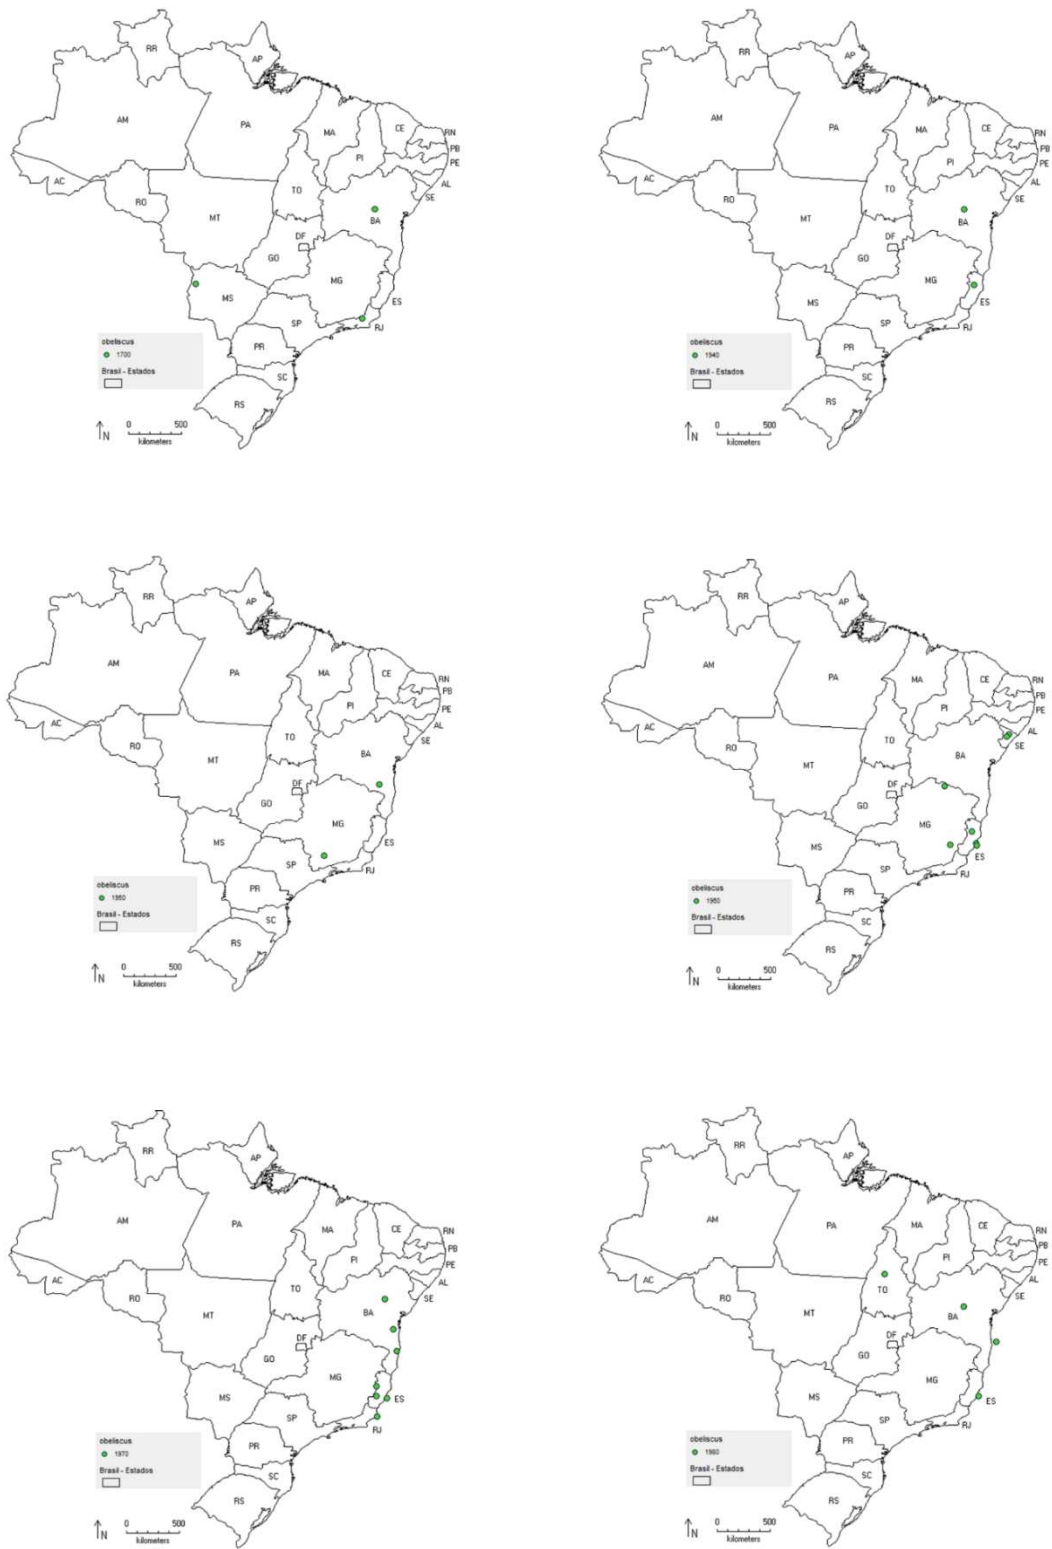 RR
AP
AM
PA
MA
CE
RN
PB
PI
PE
AC
AL
TO
SE
RO
MT
BA
DF
GO
MG
MS
ES
SP
RJ
obeliscus
1700
PR
Brasil - Estados
SC
RS
N
0 500
kilometers
RR
AP
AM
PA
MA
CE
RN
PB
PI
PE
AC
AL
TO
SE
RO
MT
BA
DF
GO
MG
MS
ES
SP
RJ
obeliscus
1940
PR
Brasil - Estados
SC
RS
N
0 500
kilometers
RR
AP
AM
PA
MA
CE
RN
PB
PI
PE
AC
AL
TO
SE
RO
BA
MT
DF
GO
MG
MS
ES
SP
RJ
obeliscus
PR
Brasil - Estados
SC
RS
N
0 500
kilometers
RR
AP
AM
PA
MA
CE
RN
PB
PI
PE
AC
AL
TO
SE
RO
BA
MT
DF
GO
MG
MS
ES
SP
RJ
obeliscus
1960
PR
Brasil - Estados
SC
RS
N
0 500
kilometers
RR
AP
AM
PA
MA
CE
RN
PB
PI
PE
AC
AL
TO
SE
RO
BA
MT
DF
GO
MG
MS
ES
SP
RJ
obeliscus
1970
PR
Brasil - Estados
SC
RS
N
0 500
kilometers
RR
AP
AM
PA
MA
CE
RN
PB
PI
PE
AC
AL
TO
SE
RO
MT
BA
DF
GO
MG
MS
ES
SP
RJ
obeliscus
1980
PR
Brasil - Estados
SC
RS
N
0 500
kilometers